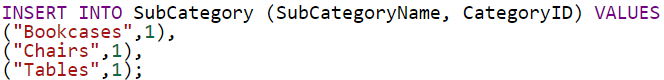 INSERT INTO SubCategory (SubCategoryName, CategoryID) VALUES
("Bookcases",1),
("Chairs",1),
("Tables",1);